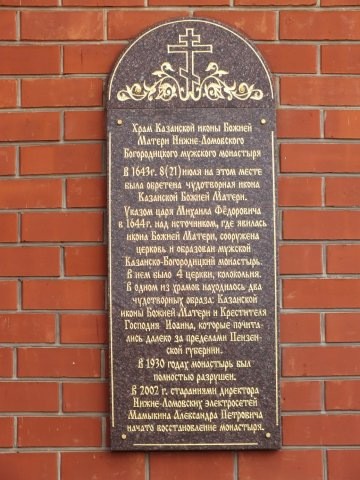 Храм Казанской иконы Божией
Матери Нижне-Ломовского
Богородицкого мужского монастыря
В 1643г. 8(21)июля на этом месте
была обретена чудотворная икона
Казанской Божией Матери.
Указом царя Михаила Фёдоровича
в 1644г. над источником, где явилась
икона Божией Матери, сооружена
церковь и образован мужской
Казанско-Богородицкий монастырь.
В нем было 4 церкви, колокольня.
В одном из храмов находилось два
чудотворных образа: Казанской
иконы Божией Матери и Крестителя
Господня Иоанна, которые почита-
лись далеко за пределами Пензен-
ской губернии.
В 1930 годах монастырь был
полностью разрушен.
В 2002 г. стараниями директора
Нижне-Ломовских электросетей
Мамыкина Александра Петровича
начато восстановление монастыря.